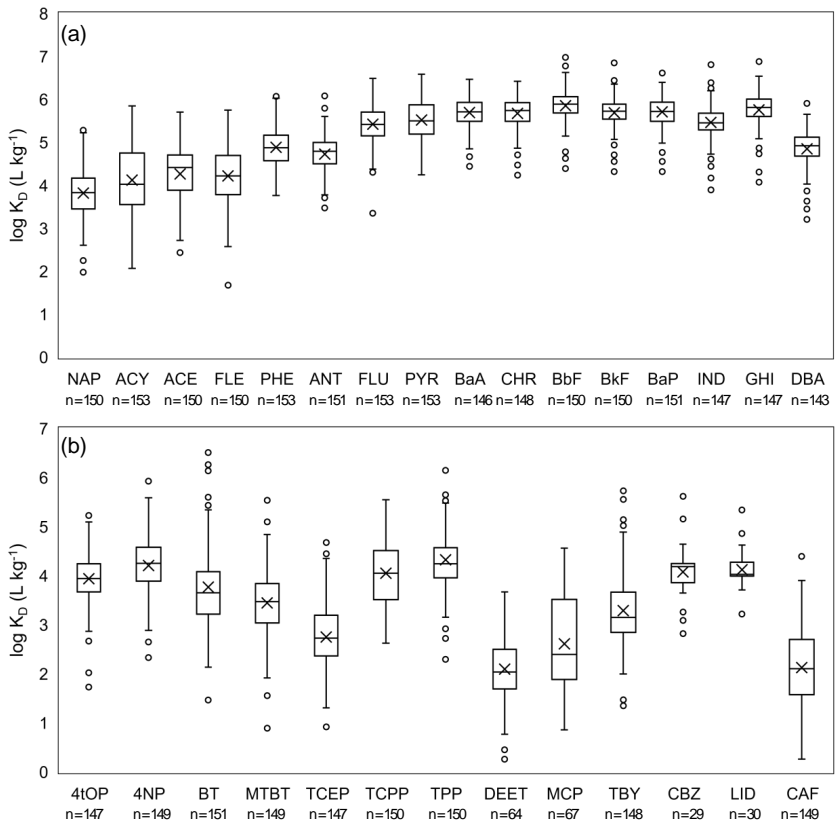 (a)
log K_D (L kg⁻¹)
8
7
6
5
4
3
2
1
0
NAP ACY ACE FLE PHE ANT FLU PYR BaA CHR BbF BkF BaP IND GHI DBA
n=150 n=153 n=150 n=150 n=153 n=151 n=153 n=153 n=146 n=148 n=150 n=150 n=151 n=147 n=147 n=143
(b)
log K_D (L kg⁻¹)
7
6
5
4
3
2
1
0
4tOP 4NP BT MTBT TCEP TCPP TPP DEET MCP TBY CBZ LID CAF
n=147 n=149 n=151 n=149 n=147 n=150 n=150 n=64 n=67 n=148 n=29 n=30 n=149